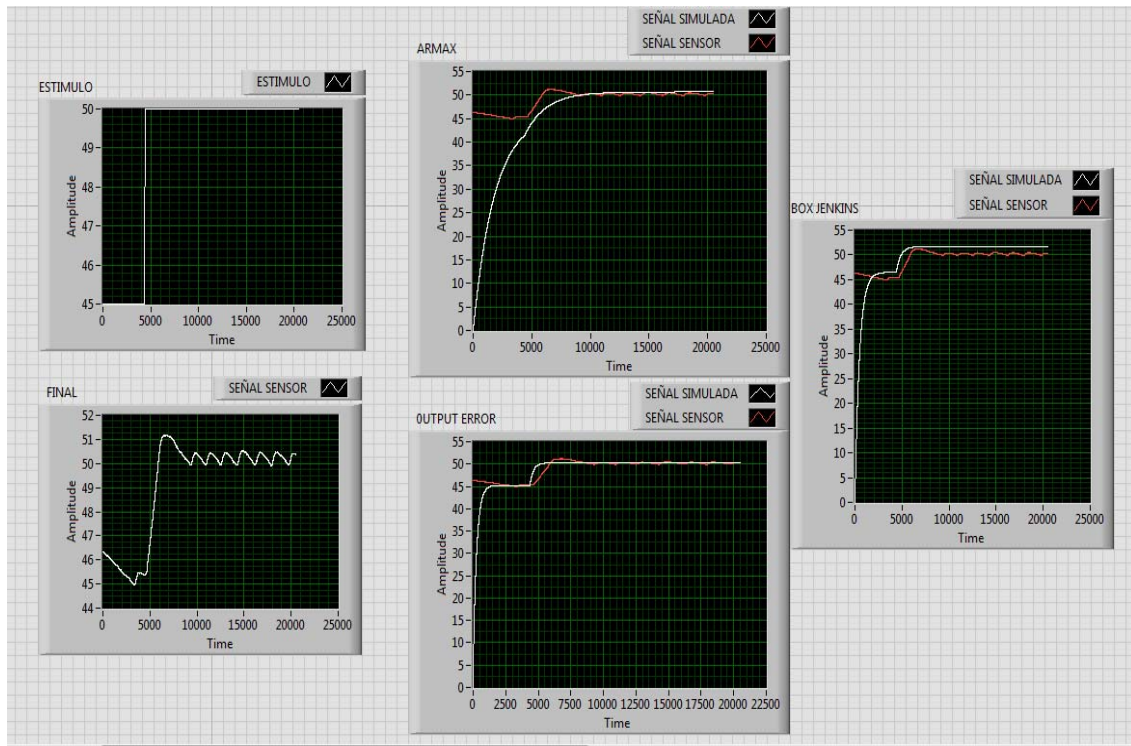 ESTIMULO
ESTIMULO
Amplitude
50
49
48
47
46
45
0 5000 10000 15000 20000 25000
Time
FINAL
SEÑAL SENSOR
Amplitude
52
51
50
49
48
47
46
45
44
0 5000 10000 15000 20000 25000
Time
ARMAX
SEÑAL SIMULADA
SEÑAL SENSOR
Amplitude
55
50
45
40
35
30
25
20
15
10
5
0
0 5000 10000 15000 20000 25000
Time
0UTPUT ERROR
SEÑAL SIMULADA
SEÑAL SENSOR
Amplitude
55
50
45
40
35
30
25
20
15
10
5
0
0 2500 5000 7500 10000 12500 15000 17500 20000 22500
Time
BOX JENKINS
SEÑAL SIMULADA
SEÑAL SENSOR
Amplitude
55
50
45
40
35
30
25
20
15
10
5
0
0 5000 10000 15000 20000 25000
Time